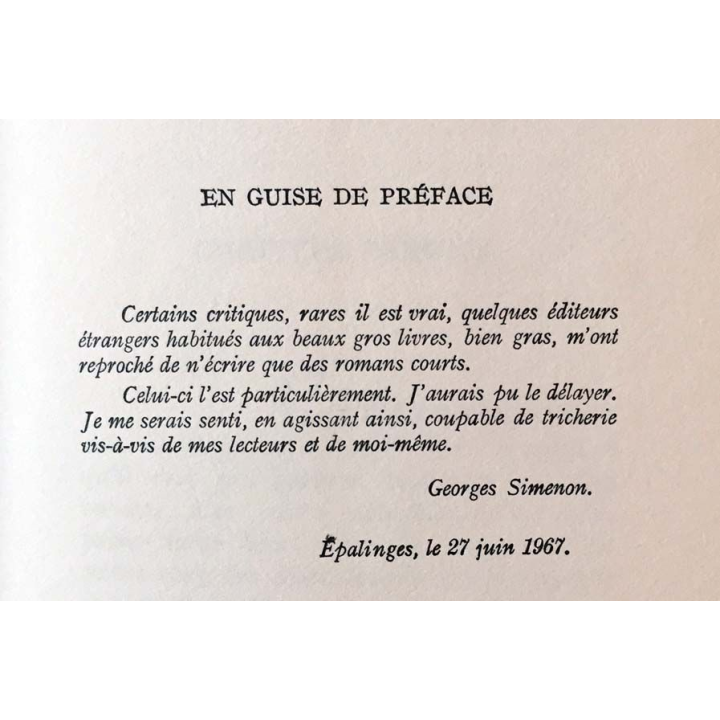 EN GUISE DE PRÉFACE
Certains critiques, rares il est vrai, quelques éditeurs
étrangers habitués aux beaux gros livres, bien gras, m'ont
reproché de n'écrire que des romans courts.
Celui-ci l'est particulièrement. J'aurais pu le délayer.
Je me serais senti, en agissant ainsi, coupable de tricherie
vis-à-vis de mes lecteurs et de moi-même.
Georges Simenon.
Épalinges, le 27 juin 1967.